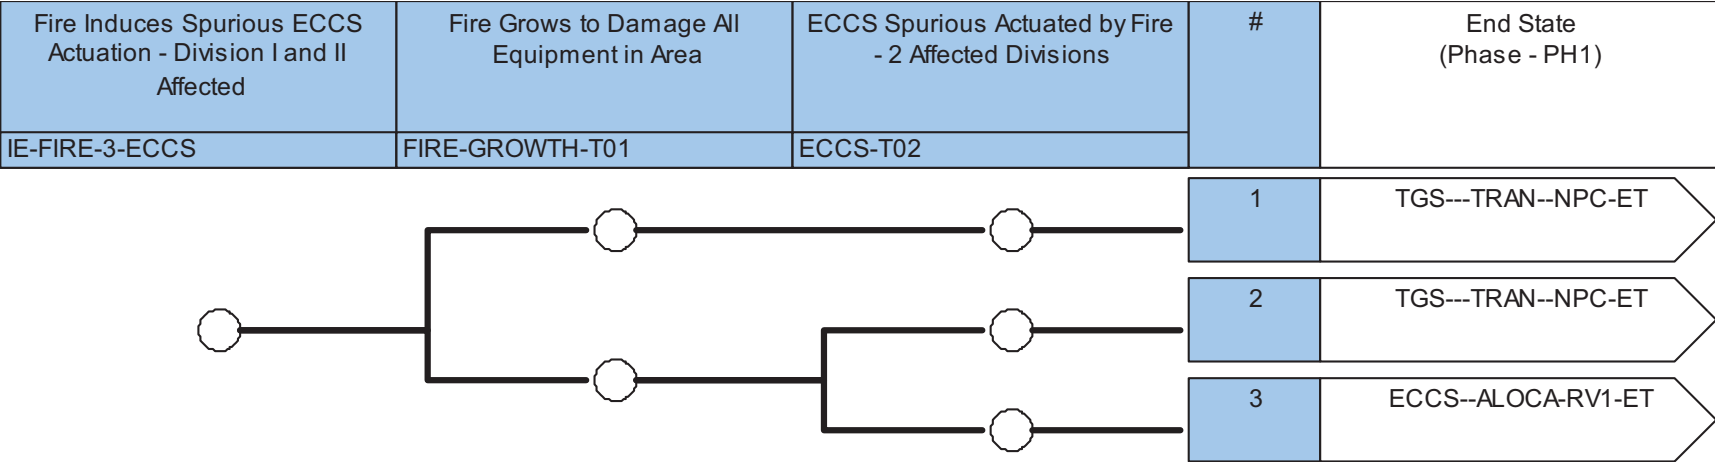 Fire Induces Spurious ECCS
Actuation - Division I and II
Affected
Fire Grows to Damage All
Equipment in Area
ECCS Spurious Actuated by Fire
- 2 Affected Divisions
#
End State
(Phase - PH1)
IE-FIRE-3-ECCS
FIRE-GROWTH-T01
ECCS-T02
1
TGS---TRAN--NPC-ET
2
TGS---TRAN--NPC-ET
3
ECCS--ALOCA-RV1-ET